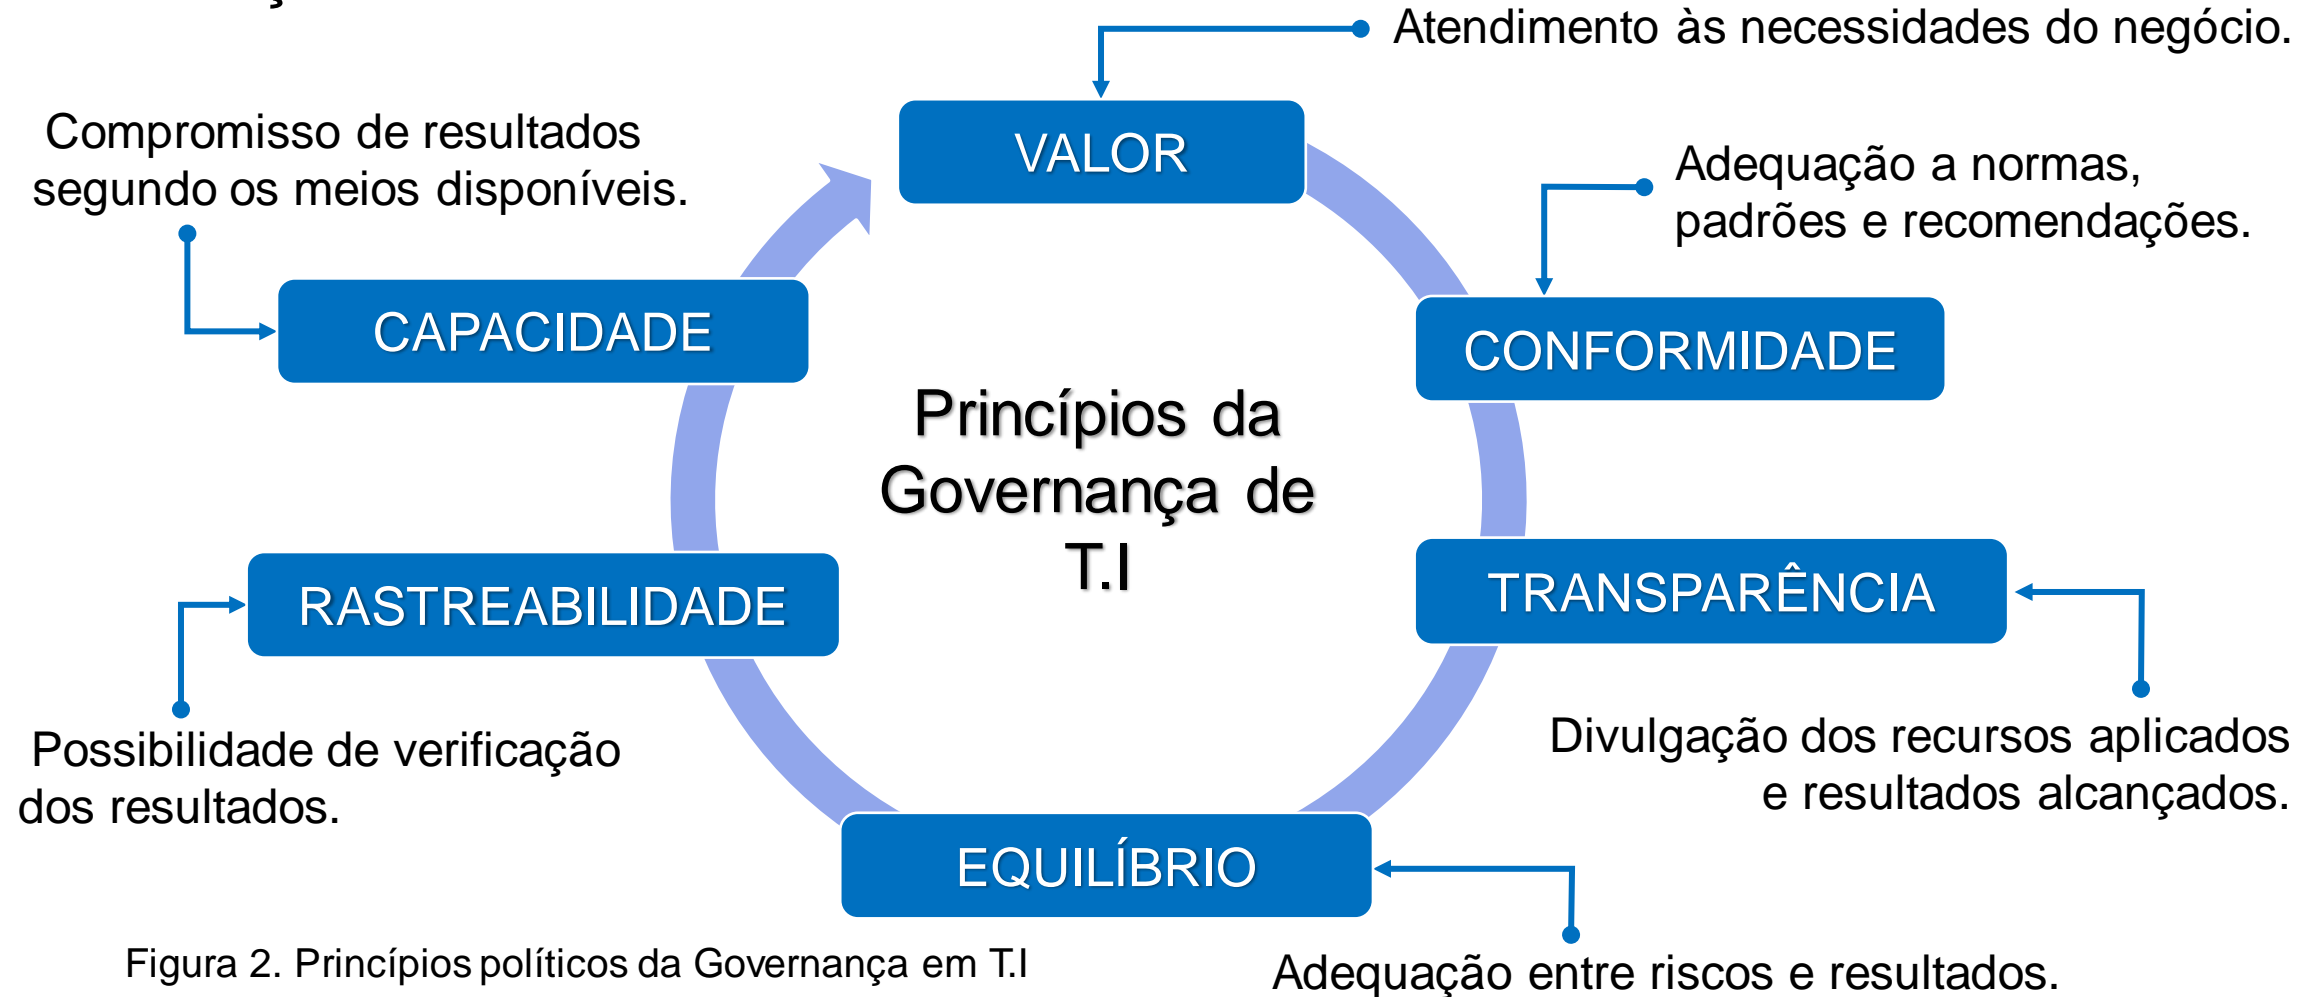 Atendimento às necessidades do negócio.
VALOR
Compromisso de resultados
segundo os meios disponíveis.
Adequação a normas,
padrões e recomendações.
CAPACIDADE
CONFORMIDADE
Princípios da
Governança de
T.I
RASTREABILIDADE
TRANSPARÊNCIA
Possibilidade de verificação
dos resultados.
Divulgação dos recursos aplicados
e resultados alcançados.
EQUILÍBRIO
Figura 2. Princípios políticos da Governança em T.I
Adequação entre riscos e resultados.